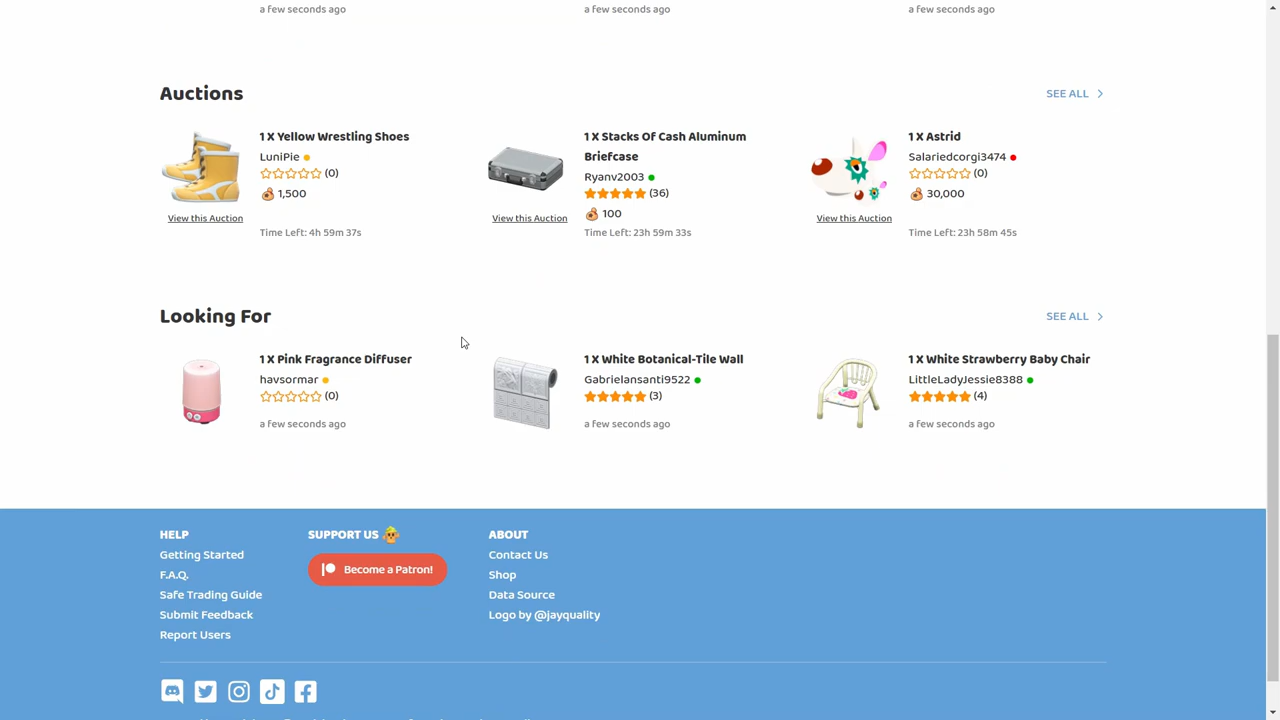 a few seconds ago
a few seconds ago
a few seconds ago
Auctions
SEE ALL
1 X Yellow Wrestling Shoes
LuniPie
(0)
1,500
View this Auction
Time Left: 4h 59m 37s
1 X Stacks Of Cash Aluminum
Briefcase
Ryanv2003
(36)
100
View this Auction
Time Left: 23h 59m 33s
1 X Astrid
Salariedcorgi3474
(0)
30,000
View this Auction
Time Left: 23h 58m 45s
Looking For
SEE ALL
1 X Pink Fragrance Diffuser
havsormar
(0)
a few seconds ago
1 X White Botanical-Tile Wall
Gabrielansanti9522
(3)
a few seconds ago
1 X White Strawberry Baby Chair
LittleLadyJessie8388
(4)
a few seconds ago
HELP
Getting Started
F.A.Q.
Safe Trading Guide
Submit Feedback
Report Users
SUPPORT US
Become a Patron!
ABOUT
Contact Us
Shop
Data Source
Logo by @jayquality